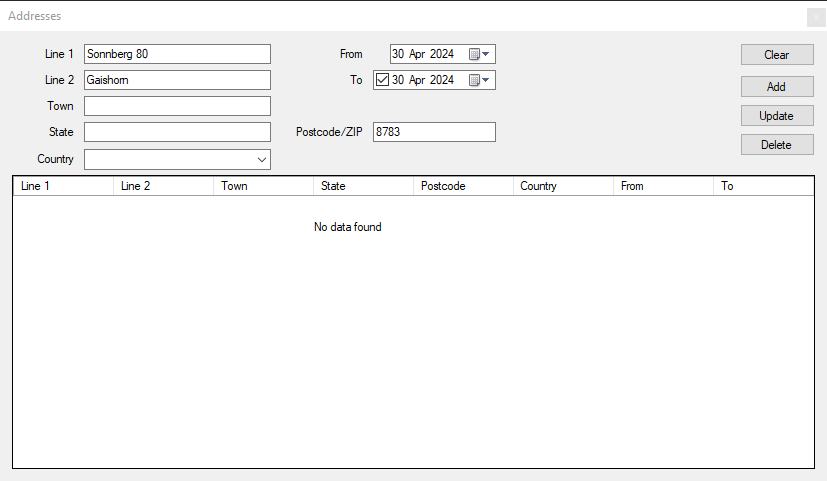 Addresses
Line 1 Sonnberg 80 From 30 Apr 2024 Clear
Line 2 Gaishorn To 30 Apr 2024 Add
Town Update
State Postcode/ZIP 8783 Delete
Country
Line 1 Line 2 Town State Postcode Country From To
No data found